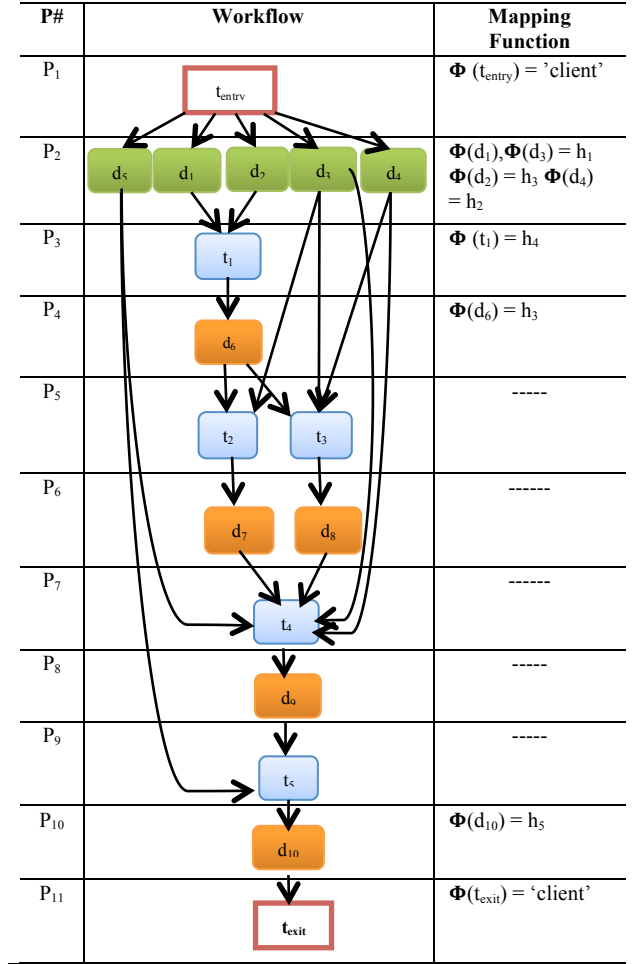 P# Workflow Mapping
Function
P₁ Φ (tₑₙₜᵣᵧ) = ’client’
tₑₙₜᵣᵧ
P₂ Φ(d₁),Φ(d₃) = h₁
Φ(d₂) = h₃ Φ(d₄)
= h₂
d₅ d₁ d₂ d₃ d₄
P₃ Φ (t₁) = h₄
t₁
P₄ Φ(d₆) = h₃
d₆
P₅ -----
t₂ t₃
P₆ ------
d₇ d₈
P₇ ------
t₄
P₈ -----
d₉
P₉ -----
t₅
P₁₀ Φ(d₁₀) = h₅
d₁₀
P₁₁ Φ(tₑₓᵢₜ) = ‘client’
tₑₓᵢₜ